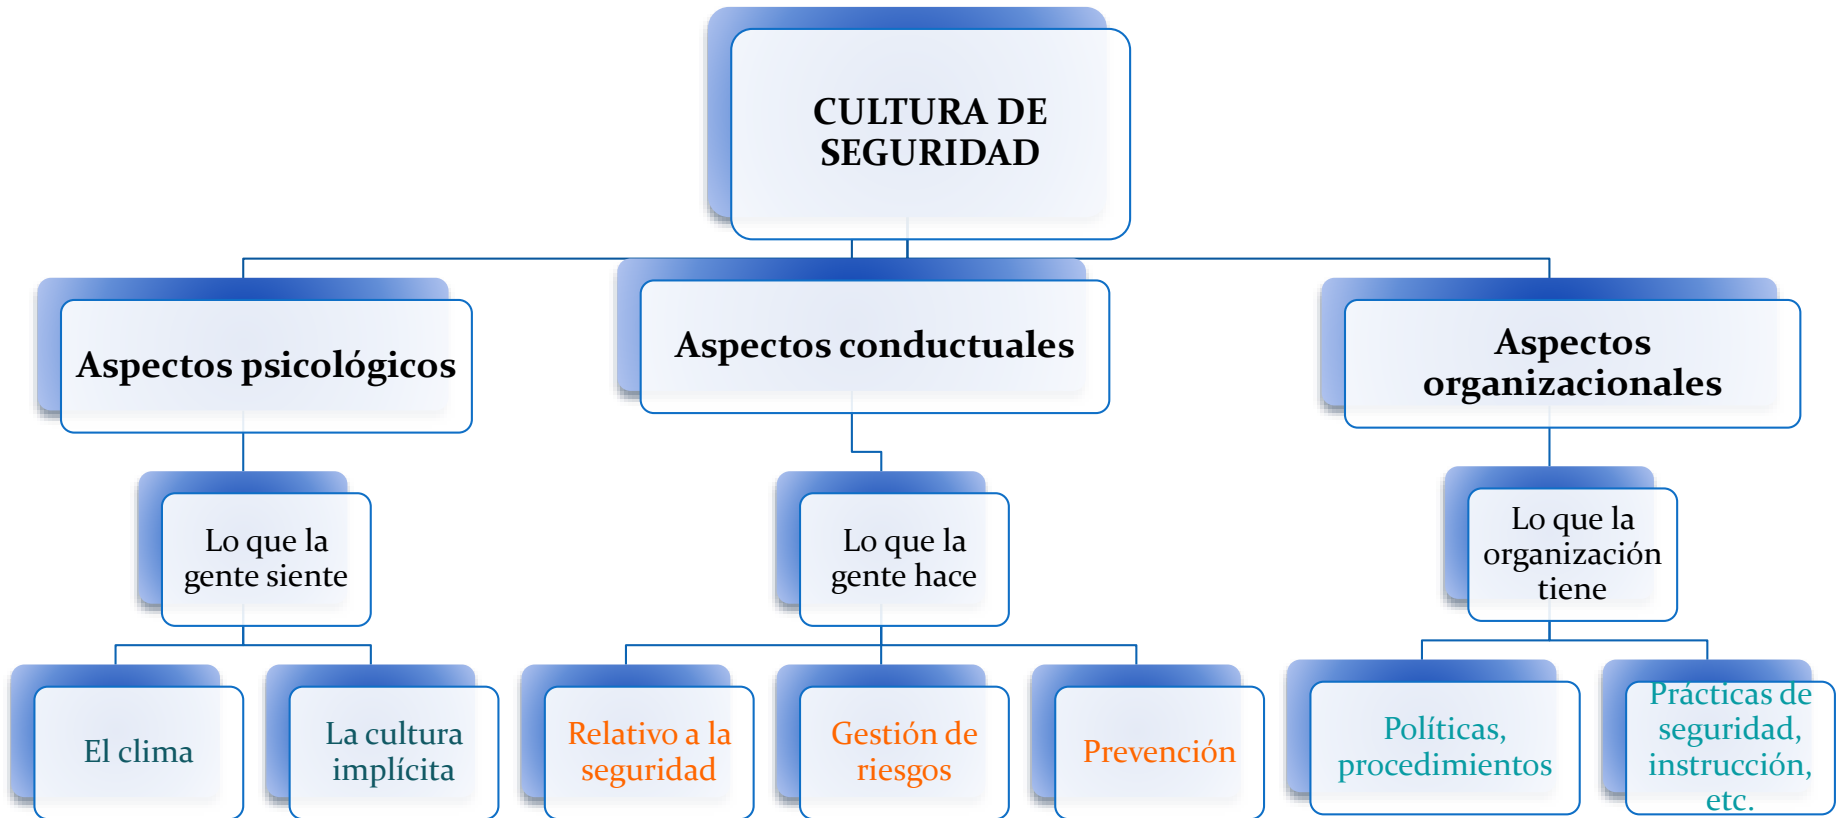 CULTURA DE
SEGURIDAD
Aspectos psicológicos
Aspectos conductuales
Aspectos
organizacionales
Lo que la
gente siente
Lo que la
gente hace
Lo que la
organización
tiene
El clima
La cultura
implícita
Relativo a la
seguridad
Gestión de
riesgos
Prevención
Políticas,
procedimientos
Prácticas de
seguridad,
instrucción,
etc.